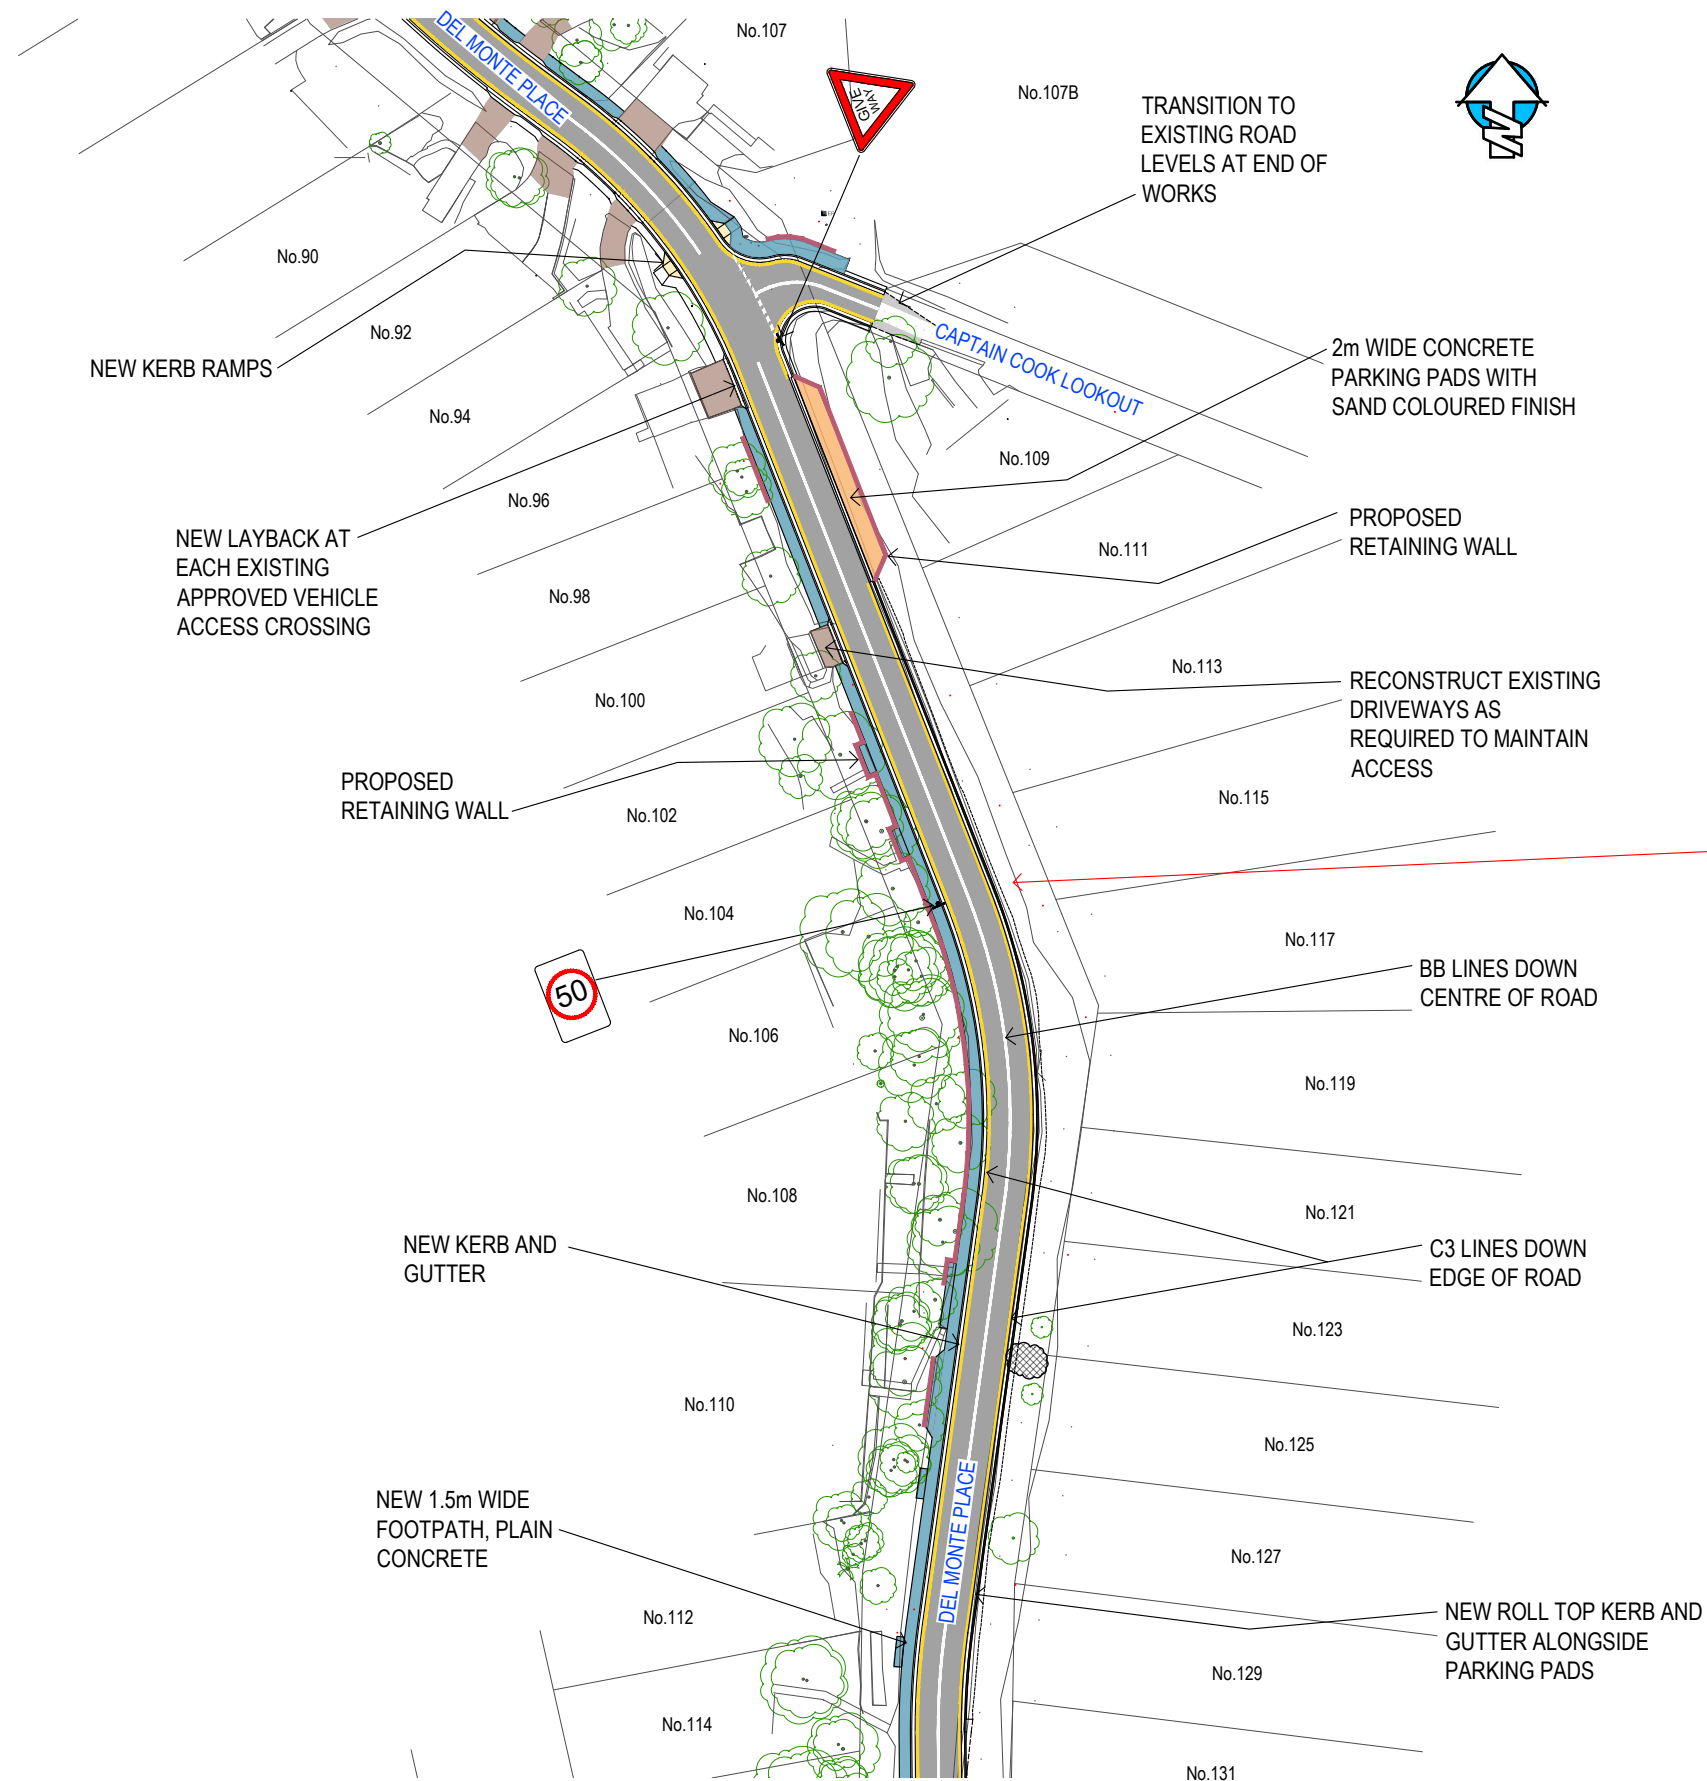 DEL MONTE PLACE
No.107
GIVE
WAY
No.107B
TRANSITION TO
EXISTING ROAD
LEVELS AT END OF
WORKS
N
No.90
No.92
NEW KERB RAMPS
No.94
CAPTAIN COOK LOOKOUT
2m WIDE CONCRETE
PARKING PADS WITH
SAND COLOURED FINISH
No.109
No.96
NEW LAYBACK AT
EACH EXISTING
APPROVED VEHICLE
ACCESS CROSSING
PROPOSED
RETAINING WALL
No.111
No.98
No.113
No.100
RECONSTRUCT EXISTING
DRIVEWAYS AS
REQUIRED TO MAINTAIN
ACCESS
PROPOSED
RETAINING WALL
No.102
No.115
No.104
No.117
50
BB LINES DOWN
CENTRE OF ROAD
No.106
No.119
No.108
No.121
NEW KERB AND
GUTTER
C3 LINES DOWN
EDGE OF ROAD
No.123
No.110
No.125
NEW 1.5m WIDE
FOOTPATH, PLAIN
CONCRETE
DEL MONTE PLACE
No.127
No.112
NEW ROLL TOP KERB AND
GUTTER ALONGSIDE
PARKING PADS
No.129
No.114
No.131